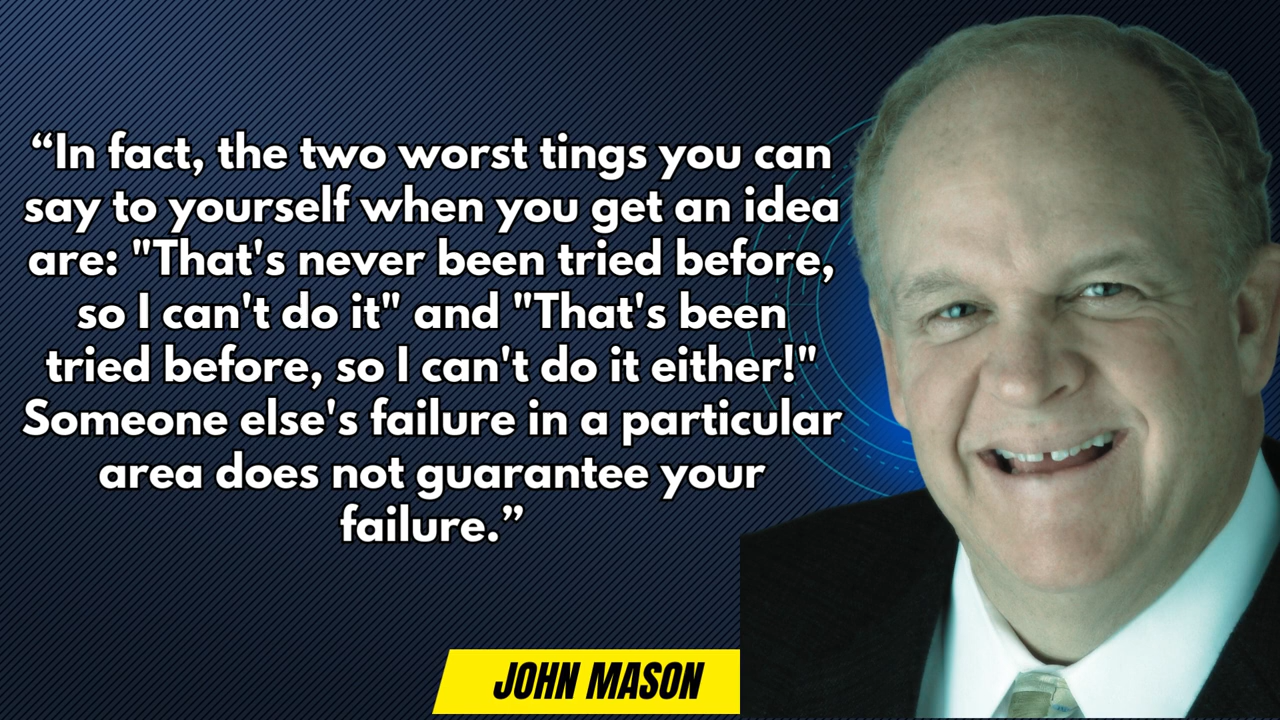 “In fact, the two worst tings you can
say to yourself when you get an idea
are: "That's never been tried before,
so I can't do it" and "That's been
tried before, so I can't do it either!"
Someone else's failure in a particular
area does not guarantee your
failure.”
JOHN MASON